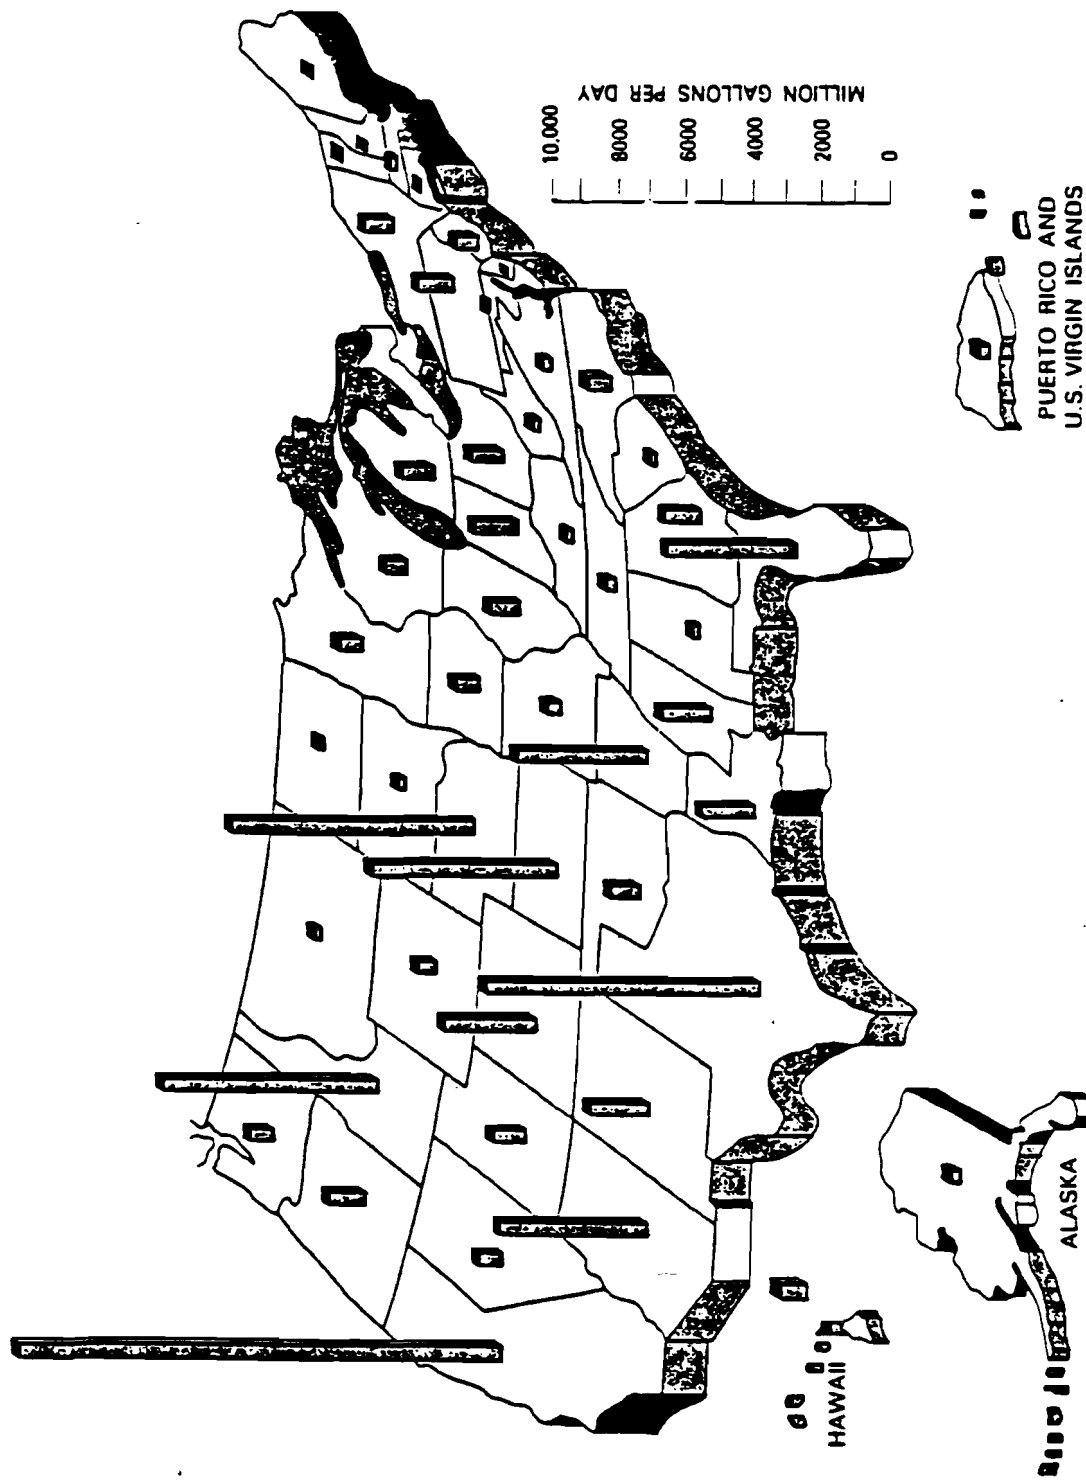 10,000
8000
6000
4000
2000
0
MILLION GALLONS PER DAY
HAWAII
ALASKA
PUERTO RICO AND
U.S. VIRGIN ISLANDS